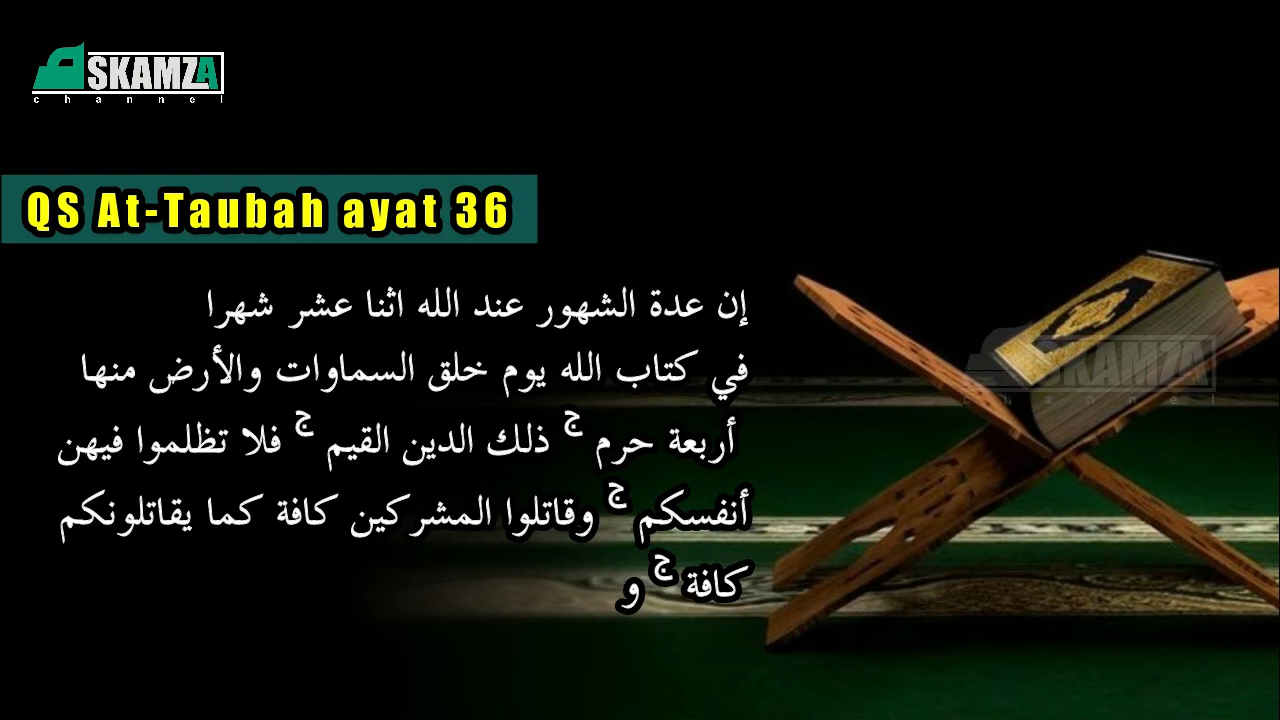 SKAMZA
channel
QS At-Taubah ayat 36
إن عدة الشهور عند الله اثنا عشر شهرا
في كتاب الله يوم خلق السماوات والأرض منها
أربعة حرم ج ذلك الدين القيم ج فلا تظلموا فيهن
أنفسكم ج وقاتلوا المشركين كافة كما يقاتلونكم
كافة ج و
SKAMZA
channel